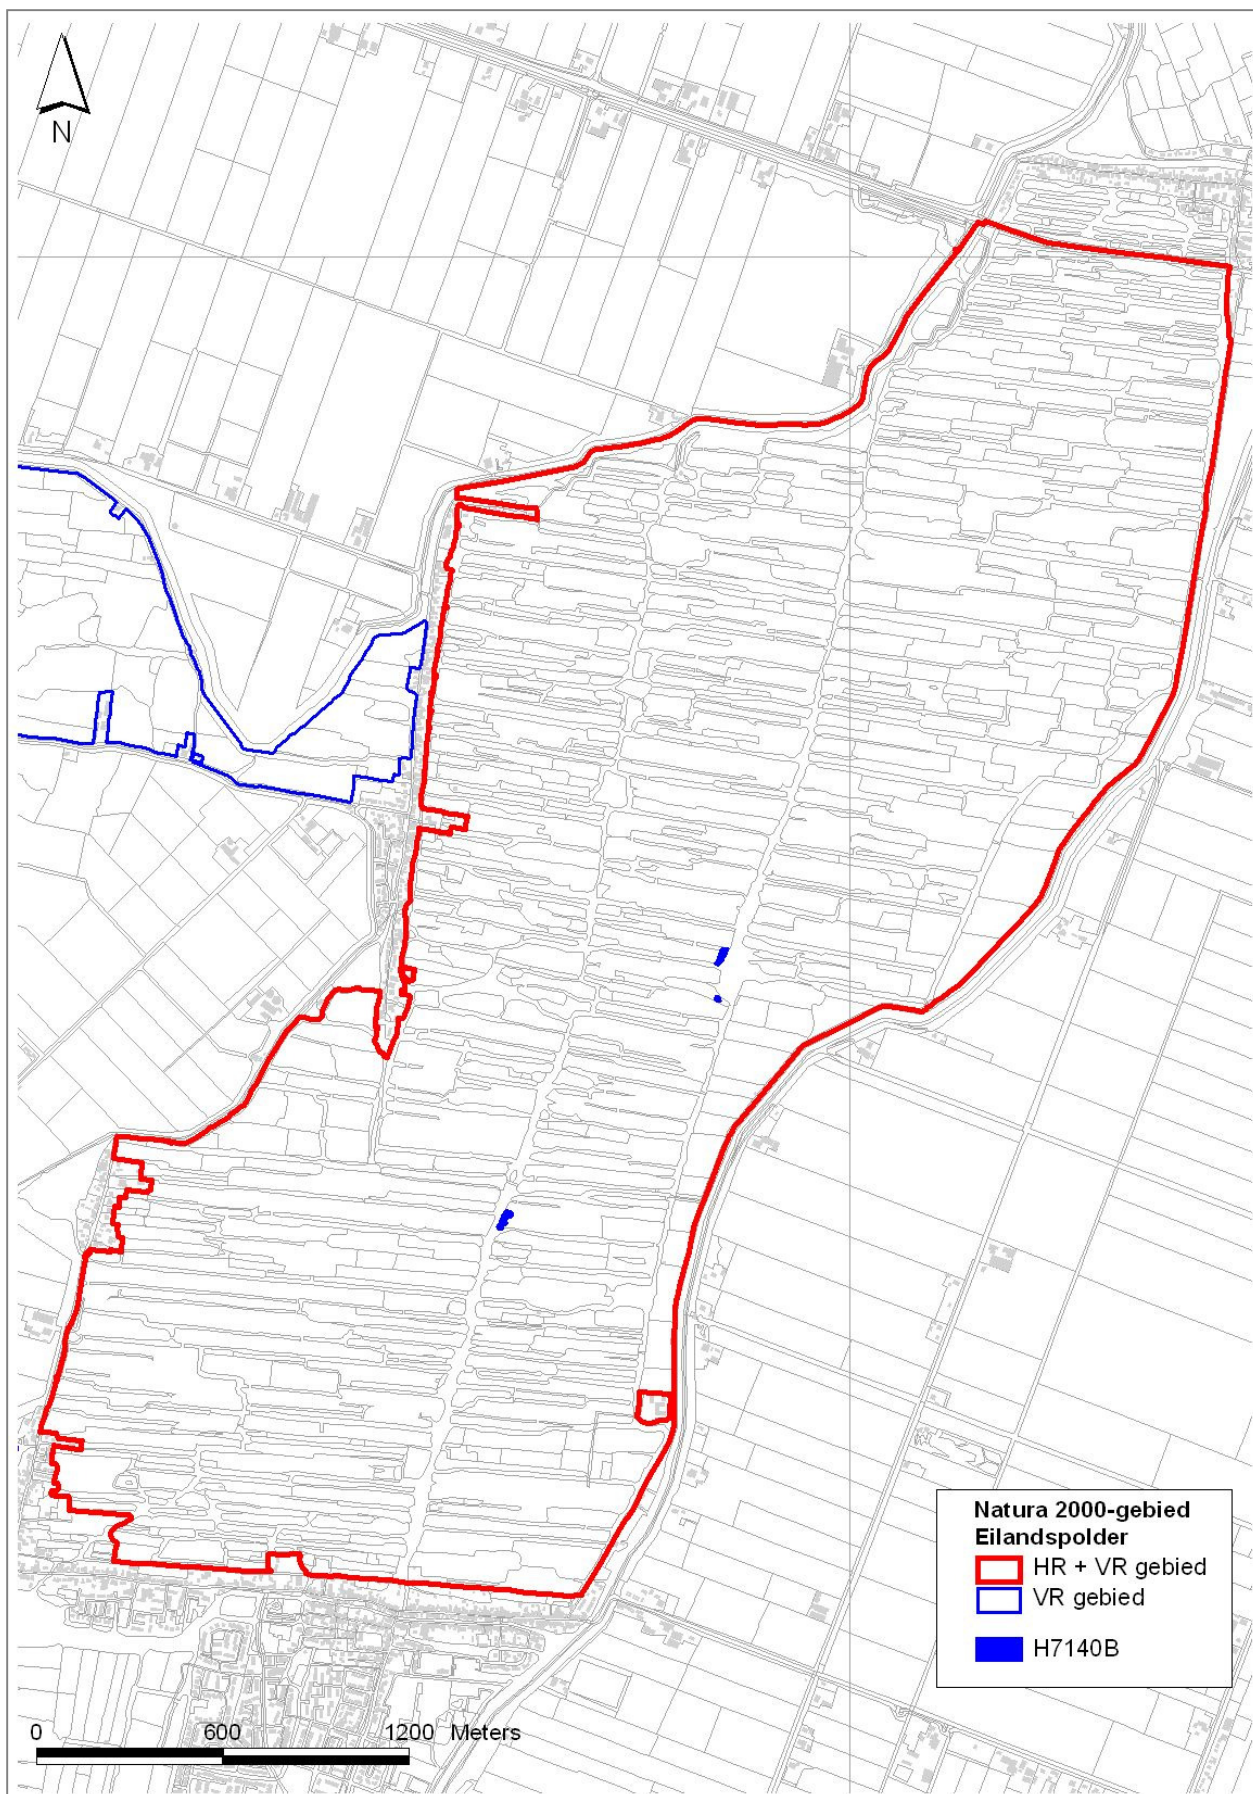 N
Natura 2000-gebied
Eilandspolder
HR + VR gebied
VR gebied
H7140B
0 600 1200 Meters